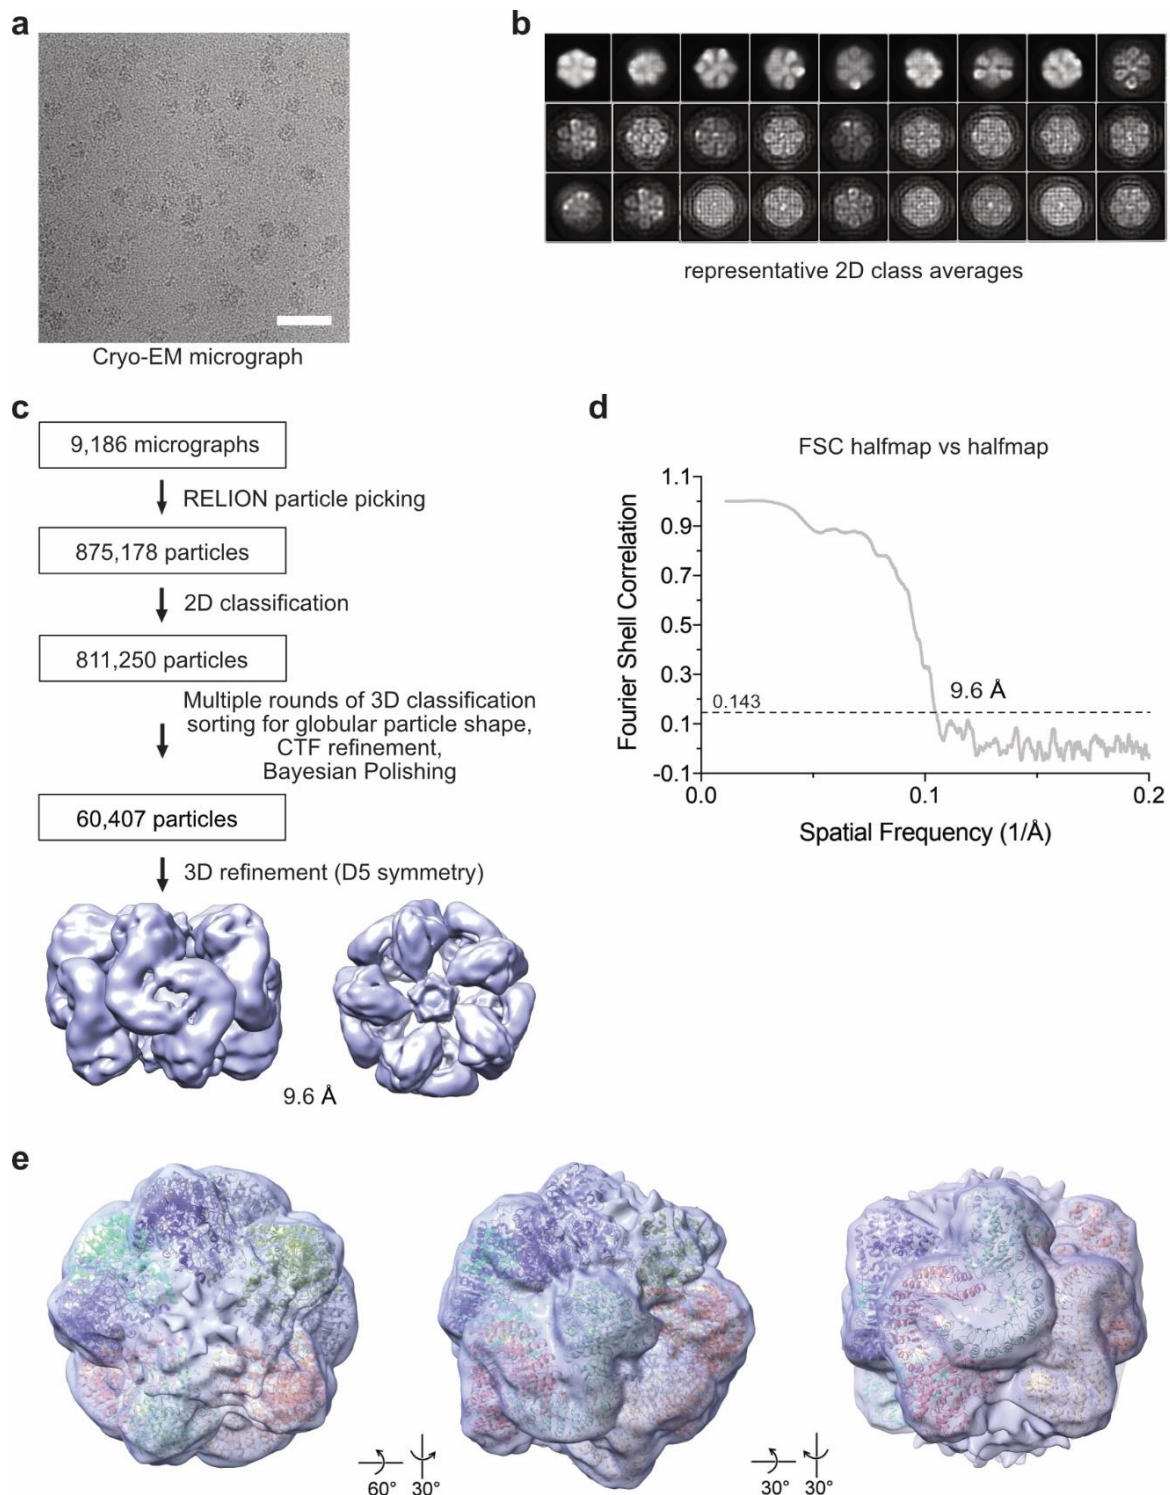 a
Cryo-EM micrograph
b
representative 2D class averages
c
9,186 micrographs
RELION particle picking
875,178 particles
2D classification
811,250 particles
Multiple rounds of 3D classification
sorting for globular particle shape,
CTF refinement,
Bayesian Polishing
60,407 particles
3D refinement (D5 symmetry)
9.6 Å
d
FSC halfmap vs halfmap
Fourier Shell Correlation
1.1
0.9
0.7
0.5
0.3
0.1
-0.1
0.143
9.6 Å
0.0
0.1
0.2
Spatial Frequency (1/Å)
e
60° 30°
30° 30°